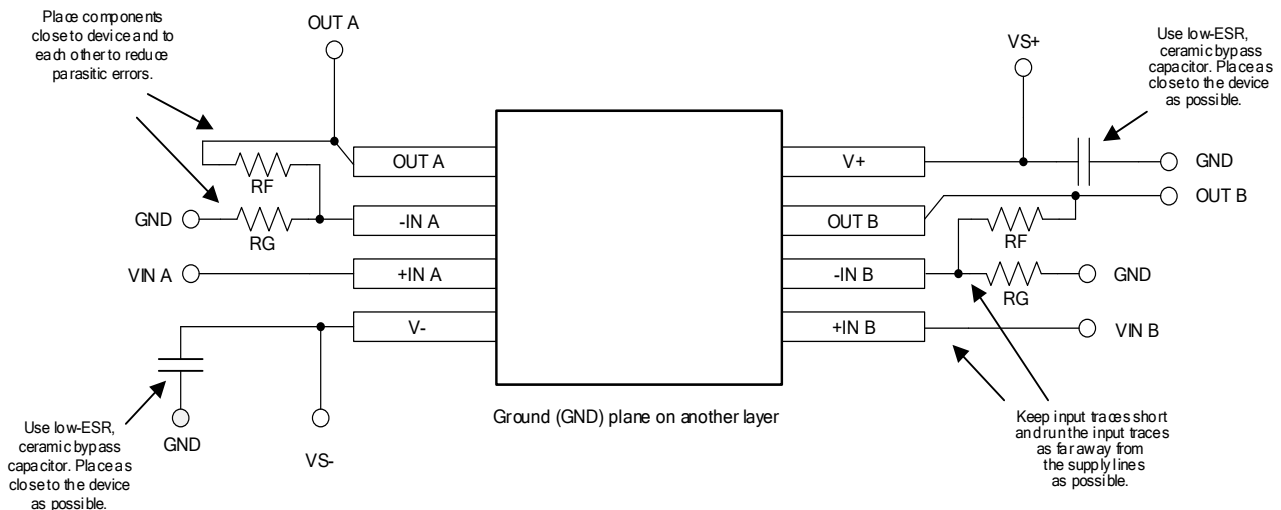 Place components
close to device and to
each other to reduce
parasitic errors.
OUT A
VS+
Use low-ESR,
ceramic bypass
capacitor. Place as
close to the device
as possible.
OUT A
V+
GND
RF
OUT B
GND
-IN A
OUT B
RG
RF
VIN A
+IN A
-IN B
GND
RG
V-
+IN B
VIN B
Ground (GND) plane on another layer
Use low-ESR,
ceramic bypass
capacitor. Place as
close to the device
as possible.
GND
VS-
Keep input traces short
and run the input traces
as far away from
the supply lines
as possible.